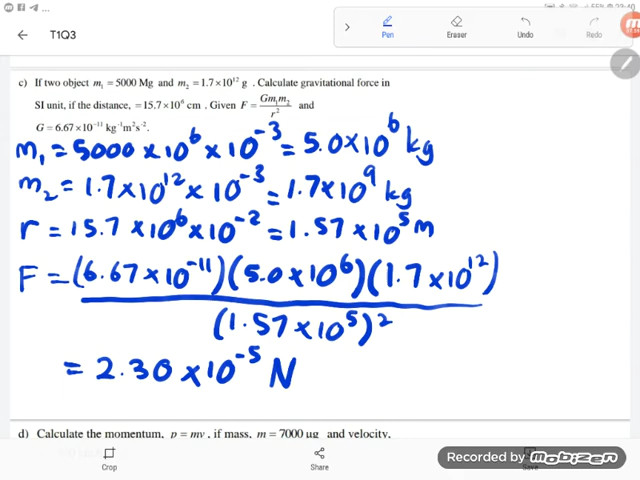 T1Q3
Pen
Eraser
Undo
Redo
c) If two object m₁ = 5000 Mg and m₂ = 1.7×10¹² g . Calculate gravitational force in
SI unit, if the distance, = 15.7×10⁶ cm . Given F = Gm₁m₂/r² and
G = 6.67×10⁻¹¹ kg⁻¹m³s⁻².
m₁ = 5000 × 10⁶ × 10⁻³ = 5.0 × 10⁶ kg
m₂ = 1.7 × 10¹² × 10⁻³ = 1.7 × 10⁹ kg
r = 15.7 × 10⁶ × 10⁻² = 1.57 × 10⁵ m
F = (6.67 × 10⁻¹¹)(5.0 × 10⁶)(1.7 × 10¹²)
(1.57 × 10⁵)²
= 2.30 × 10⁻⁵ N
d) Calculate the momentum, p = mv, if mass, m = 7000 μg and velocity,
Crop
Share
Save
Recorded by Mobizen